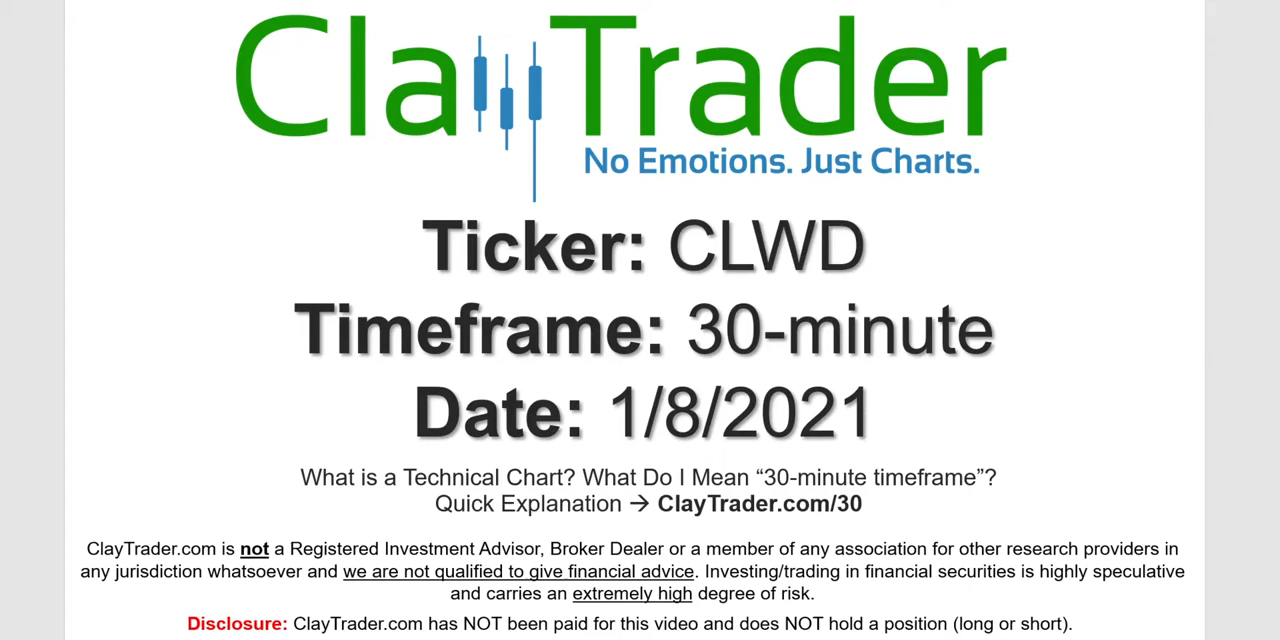 ClayTrader
No Emotions. Just Charts.
Ticker: CLWD
Timeframe: 30-minute
Date: 1/8/2021
What is a Technical Chart? What Do I Mean “30-minute timeframe”?
Quick Explanation → ClayTrader.com/30
ClayTrader.com is not a Registered Investment Advisor, Broker Dealer or a member of any association for other research providers in
any jurisdiction whatsoever and we are not qualified to give financial advice. Investing/trading in financial securities is highly speculative
and carries an extremely high degree of risk.
Disclosure: ClayTrader.com has NOT been paid for this video and does NOT hold a position (long or short).